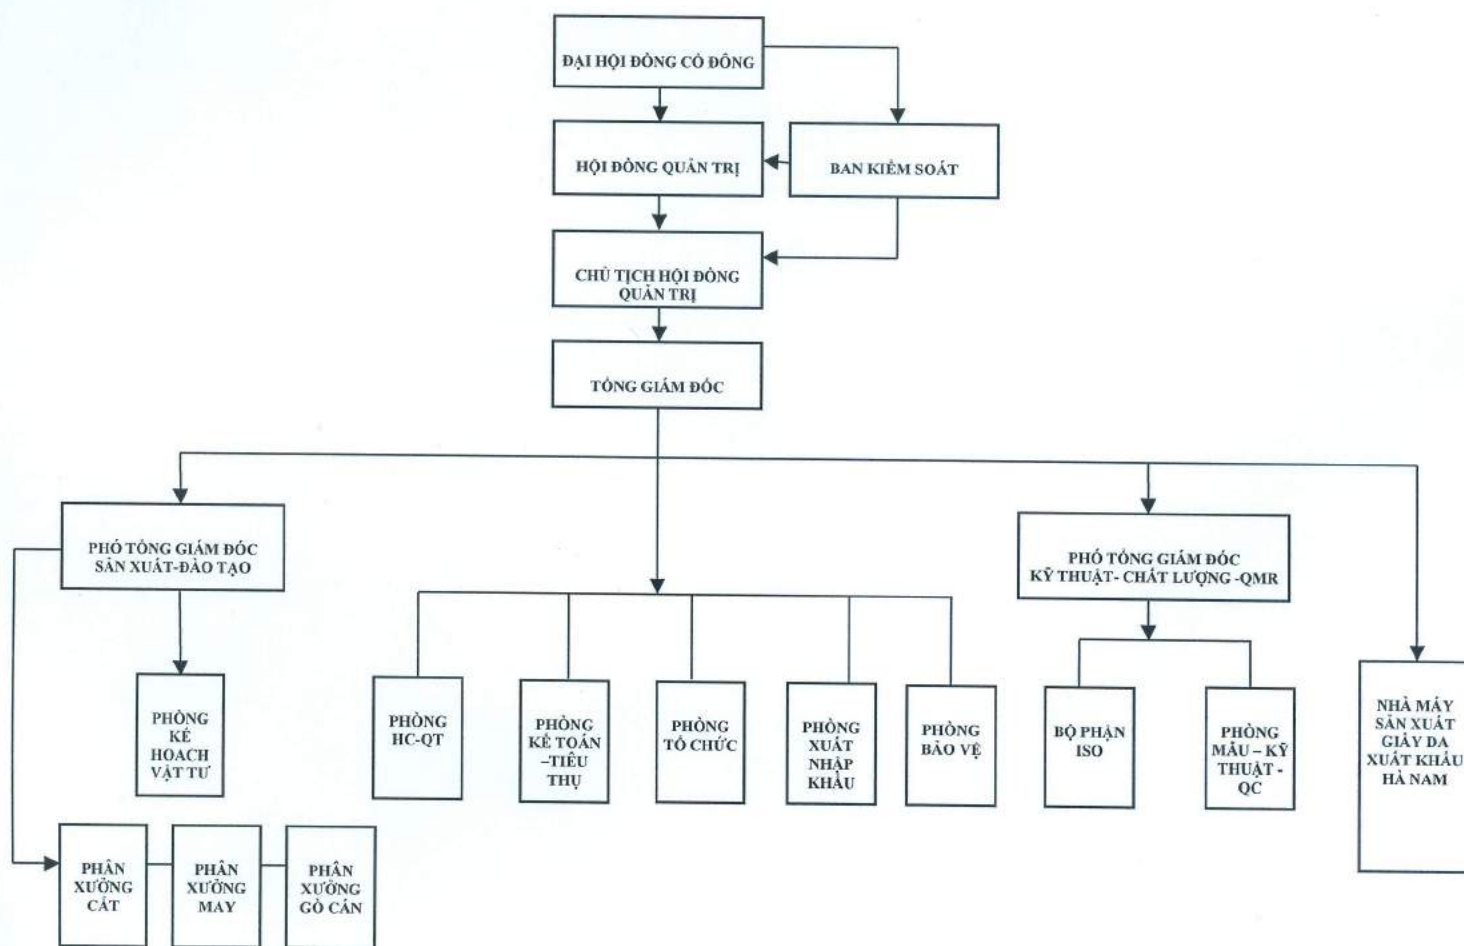 ĐẠI HỘI ĐỒNG CỔ ĐÔNG
HỘI ĐỒNG QUẢN TRỊ
BAN KIỂM SOÁT
CHỦ TỊCH HỘI ĐỒNG
QUẢN TRỊ
TỔNG GIÁM ĐỐC
PHÓ TỔNG GIÁM ĐỐC
SẢN XUẤT-ĐÀO TẠO
PHÓ TỔNG GIÁM ĐỐC
KỸ THUẬT- CHẤT LƯỢNG -QMR
PHÒNG
KẾ
HOẠCH
VẬT TƯ
PHÒNG
HC-QT
PHÒNG
KẾ TOÁN
–TIÊU
THỤ
PHÒNG
TỔ CHỨC
PHÒNG
XUẤT
NHẬP
KHẨU
PHÒNG
BẢO VỆ
BỘ PHẬN
ISO
PHÒNG
MẪU – KỸ
THUẬT -
QC
NHÀ MÁY
SẢN XUẤT
GIẦY DA
XUẤT KHẨU
HÀ NAM
PHÂN
XƯỞNG
CẮT
PHÂN
XƯỞNG
MAY
PHÂN
XƯỞNG
GÒ CÁN